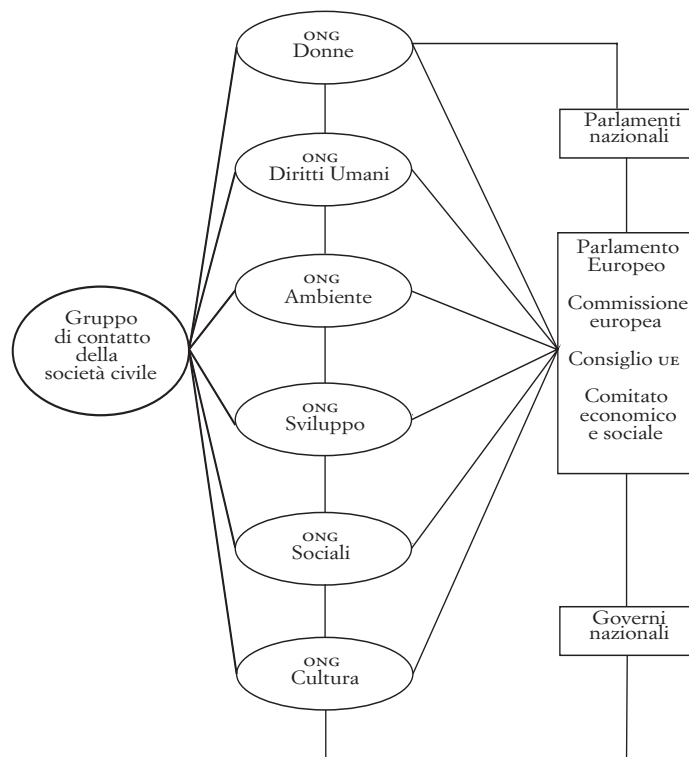 Gruppo
di contatto
della
società civile
ONG
Donne
ONG
Diritti Umani
ONG
Ambiente
ONG
Sviluppo
ONG
Sociali
ONG
Cultura
Parlamenti
nazionali
Parlamento
Europeo
Commissione
europea
Consiglio UE
Comitato
economico
e sociale
Governi
nazionali